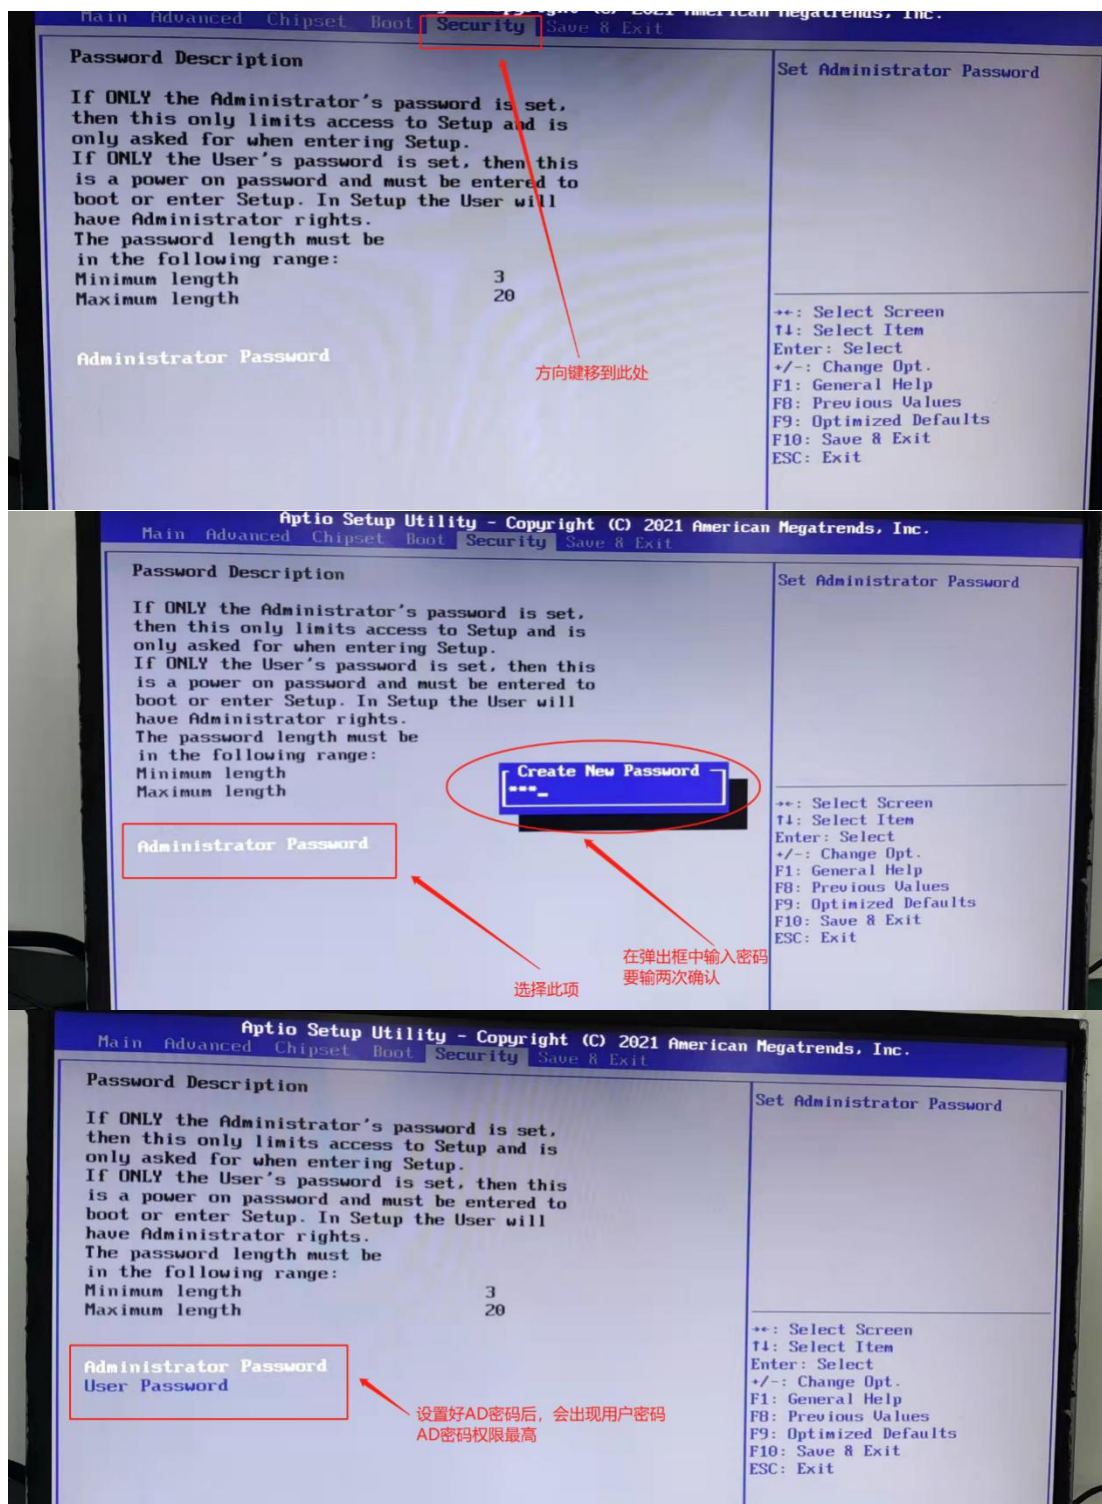 Main Advanced Chipset Boot Security Save & Exit
Password Description
Set Administrator Password
If ONLY the Administrator's password is set,
then this only limits access to Setup and is
only asked for when entering Setup.
If ONLY the User's password is set, then this
is a power on password and must be entered to
boot or enter Setup. In Setup the User will
have Administrator rights.
The password length must be
in the following range:
Minimum length 3
Maximum length 20
Administrator Password
方向键移到此处
→←: Select Screen
↑↓: Select Item
Enter: Select
+/-: Change Opt.
F1: General Help
F8: Previous Values
F9: Optimized Defaults
F10: Save & Exit
ESC: Exit
Aptio Setup Utility - Copyright (C) 2021 American Megatrends, Inc.
Main Advanced Chipset Boot Security Save & Exit
Password Description
Set Administrator Password
If ONLY the Administrator's password is set,
then this only limits access to Setup and is
only asked for when entering Setup.
If ONLY the User's password is set, then this
is a power on password and must be entered to
boot or enter Setup. In Setup the User will
have Administrator rights.
The password length must be
in the following range:
Minimum length
Maximum length
Create New Password
***_
Administrator Password
选择此项
在弹出框中输入密码
要输两次确认
→←: Select Screen
↑↓: Select Item
Enter: Select
+/-: Change Opt.
F1: General Help
F8: Previous Values
F9: Optimized Defaults
F10: Save & Exit
ESC: Exit
Aptio Setup Utility - Copyright (C) 2021 American Megatrends, Inc.
Main Advanced Chipset Boot Security Save & Exit
Password Description
Set Administrator Password
If ONLY the Administrator's password is set,
then this only limits access to Setup and is
only asked for when entering Setup.
If ONLY the User's password is set, then this
is a power on password and must be entered to
boot or enter Setup. In Setup the User will
have Administrator rights.
The password length must be
in the following range:
Minimum length 3
Maximum length 20
Administrator Password
User Password
设置好AD密码后，会出现用户密码
AD密码权限最高
→←: Select Screen
↑↓: Select Item
Enter: Select
+/-: Change Opt.
F1: General Help
F8: Previous Values
F9: Optimized Defaults
F10: Save & Exit
ESC: Exit